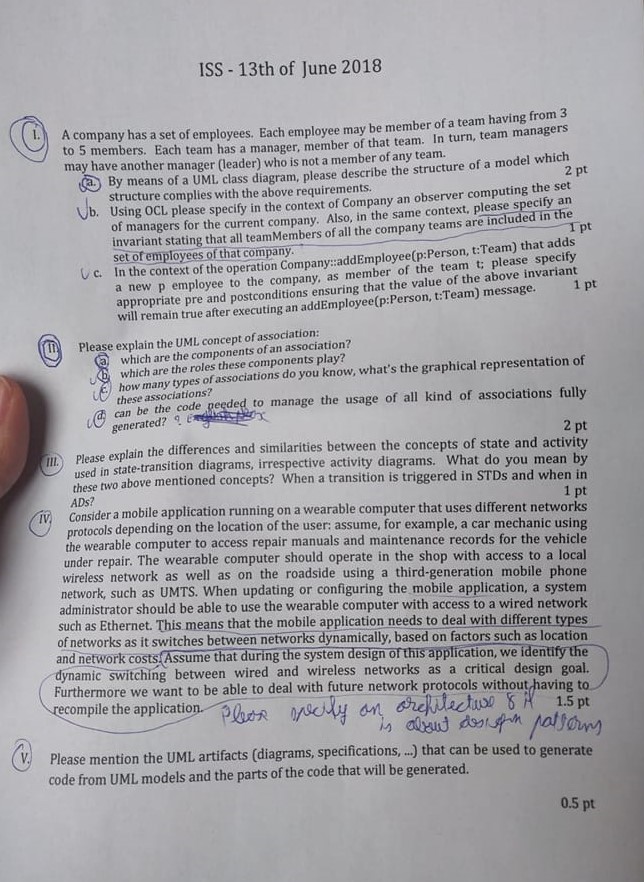 ISS - 13th of June 2018
I. A company has a set of employees. Each employee may be member of a team having from 3
to 5 members. Each team has a manager, member of that team. In turn, team managers
may have another manager (leader) who is not a member of any team.
a. By means of a UML class diagram, please describe the structure of a model which
structure complies with the above requirements. 2 pt
b. Using OCL please specify in the context of Company an observer computing the set
of managers for the current company. Also, in the same context, please specify an
invariant stating that all teamMembers of all the company teams are included in the
set of employees of that company. 1 pt
c. In the context of the operation Company::addEmployee(p:Person, t:Team) that adds
a new p employee to the company, as member of the team t; please specify
appropriate pre and postconditions ensuring that the value of the above invariant
will remain true after executing an addEmployee(p:Person, t:Team) message. 1 pt
II. Please explain the UML concept of association:
a which are the components of an association?
b. which are the roles these components play?
c. how many types of associations do you know, what's the graphical representation of
these associations?
d. can be the code needed to manage the usage of all kind of associations fully
generated? ?
2 pt
III. Please explain the differences and similarities between the concepts of state and activity
used in state-transition diagrams, irrespective activity diagrams. What do you mean by
these two above mentioned concepts? When a transition is triggered in STDs and when in
ADs? 1 pt
IV. Consider a mobile application running on a wearable computer that uses different networks
protocols depending on the location of the user: assume, for example, a car mechanic using
the wearable computer to access repair manuals and maintenance records for the vehicle
under repair. The wearable computer should operate in the shop with access to a local
wireless network as well as on the roadside using a third-generation mobile phone
network, such as UMTS. When updating or configuring the mobile application, a system
administrator should be able to use the wearable computer with access to a wired network
such as Ethernet. This means that the mobile application needs to deal with different types
of networks as it switches between networks dynamically, based on factors such as location
and network costs. Assume that during the system design of this application, we identify the
dynamic switching between wired and wireless networks as a critical design goal.
Furthermore we want to be able to deal with future network protocols without having to
recompile the application. 1.5 pt
Please specify an architecture &
is about design patterns
V. Please mention the UML artifacts (diagrams, specifications, ...) that can be used to generate
code from UML models and the parts of the code that will be generated.
0.5 pt